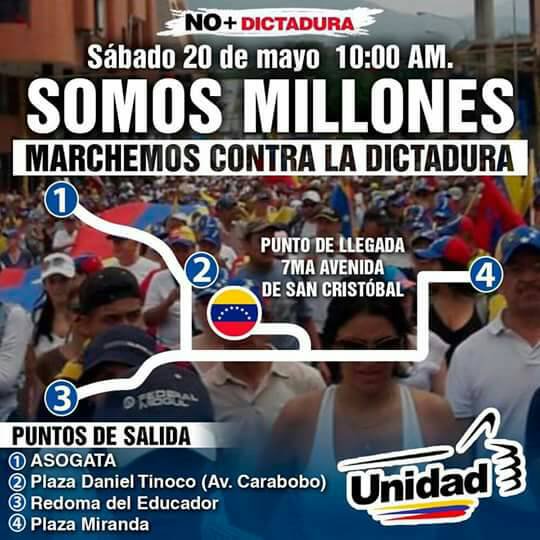 NO+ DICTADURA
Sábado 20 de mayo 10:00 AM.
SOMOS MILLONES
MARCHEMOS CONTRA LA DICTADURA
1
2
PUNTO DE LLEGADA
7MA AVENIDA
DE SAN CRISTÓBAL
4
3
FEDERAL
MOGUL
PUNTOS DE SALIDA
1 ASOGATA
2 Plaza Daniel Tinoco (Av. Carabobo)
3 Redoma del Educador
4 Plaza Miranda
Unidad